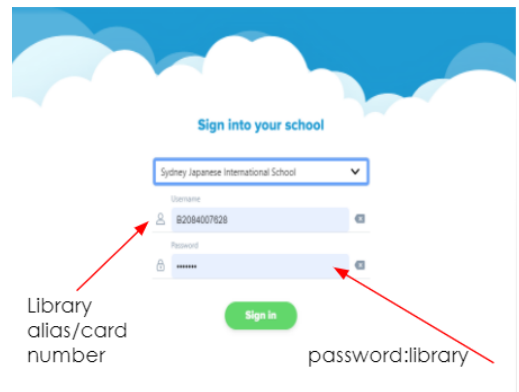 Sign into your school
Sydney Japanese International School
Username
B2084007628
Password
•••••••
Sign in
Library
alias/card
number
password:library